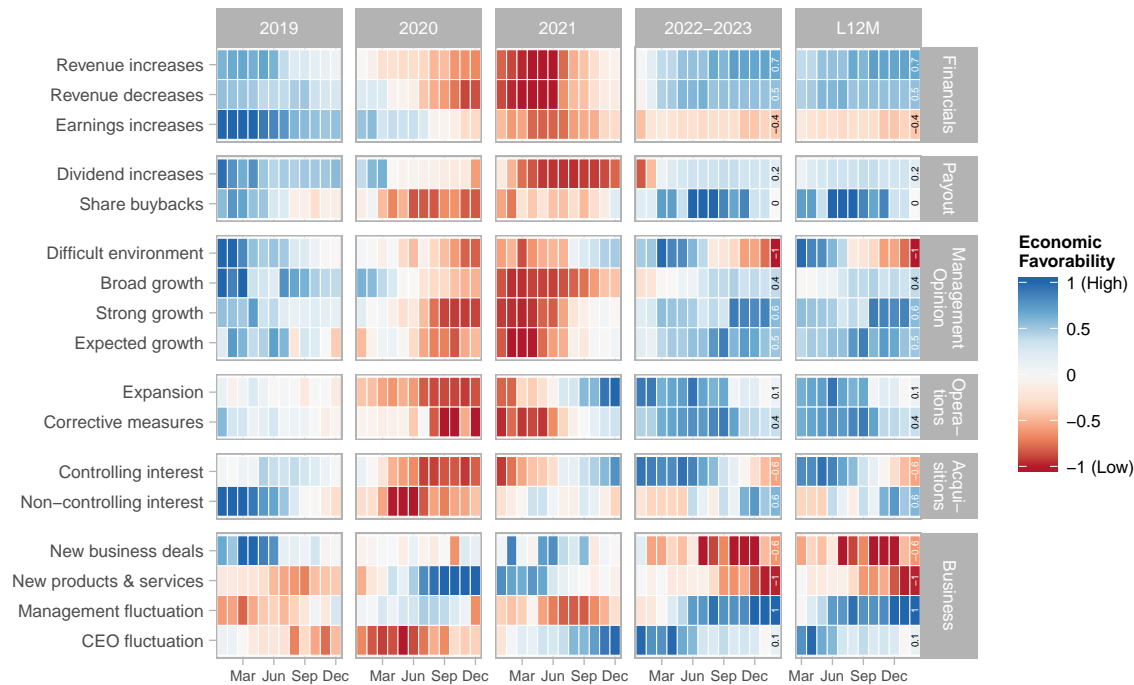 2019 2020 2021 2022–2023 L12M
Revenue increases 0.7 0.7
Revenue decreases 0.5 0.5
Earnings increases −0.4 −0.4
Financials
Dividend increases 0.2 0.2
Share buybacks 0 0
Payout
Difficult environment −1 −1
Broad growth 0.4 0.4
Strong growth 0.6 0.6
Expected growth 0.5 0.5
Management
Opinion
Expansion 0.1 0.1
Corrective measures 0.4 0.4
Opera–
tions
Controlling interest −0.6 −0.6
Non–controlling interest 0.6 0.6
Acqui–
sitions
New business deals −0.6 −0.6
New products & services −1 −1
Management fluctuation 1 1
CEO fluctuation 0.1 0.1
Business
Mar Jun Sep Dec Mar Jun Sep Dec Mar Jun Sep Dec Mar Jun Sep Dec Mar Jun Sep Dec
Economic
Favorability
1 (High)
0.5
0
−0.5
−1 (Low)